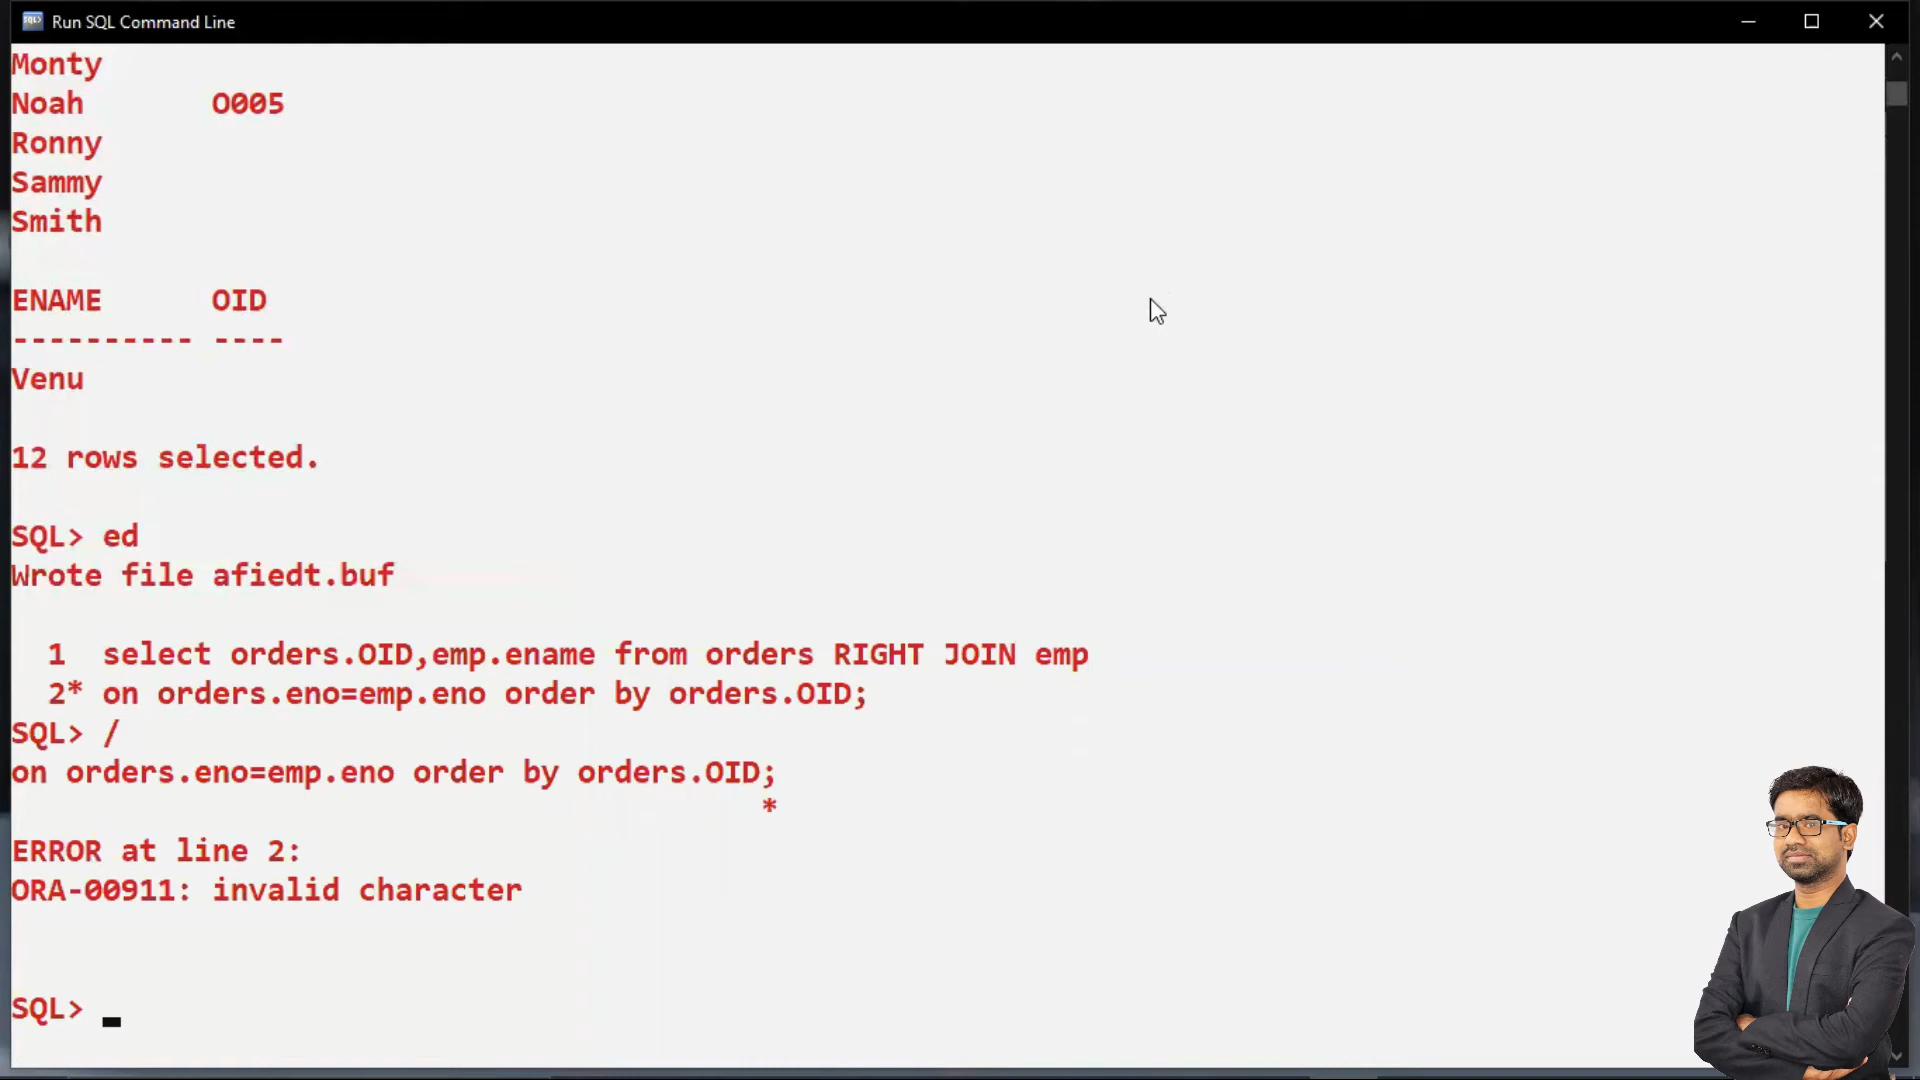 SQL> Run SQL Command Line
Monty
Noah O005
Ronny
Sammy
Smith
ENAME OID
---------- ----
Venu
12 rows selected.
SQL> ed
Wrote file afiedt.buf
1 select orders.OID,emp.ename from orders RIGHT JOIN emp
2* on orders.eno=emp.eno order by orders.OID;
SQL> /
on orders.eno=emp.eno order by orders.OID;
*
ERROR at line 2:
ORA-00911: invalid character
SQL>